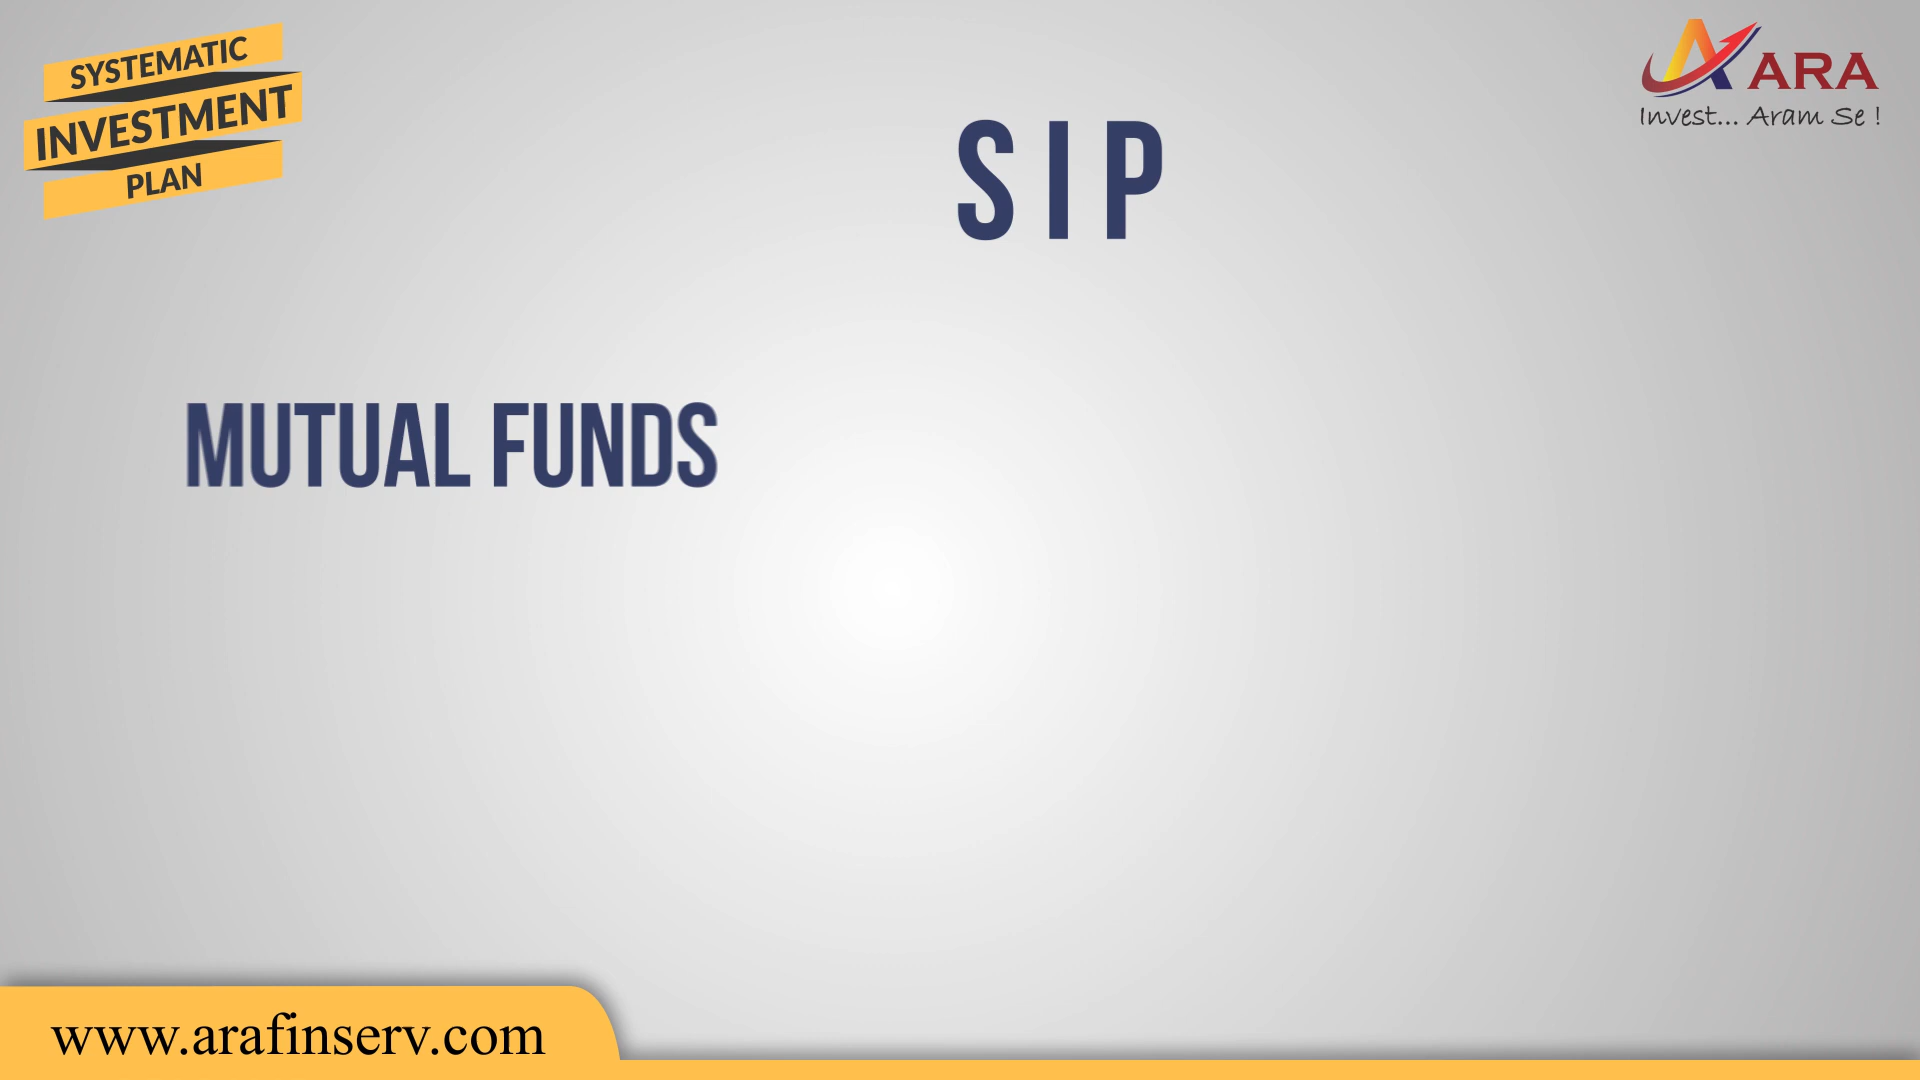 SYSTEMATIC
INVESTMENT
PLAN
ARA
Invest... Aram Se !
SIP
MUTUAL FUNDS
www.arafinserv.com